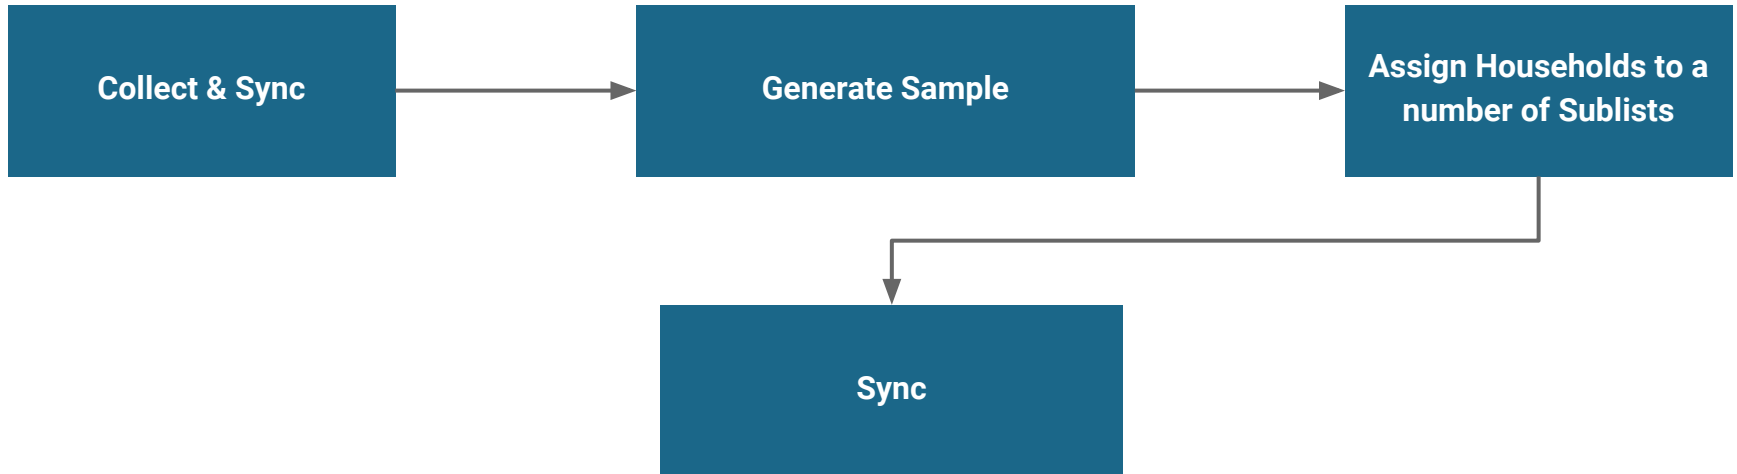 Collect & Sync
Generate Sample
Assign Households to a
number of Sublists
Sync